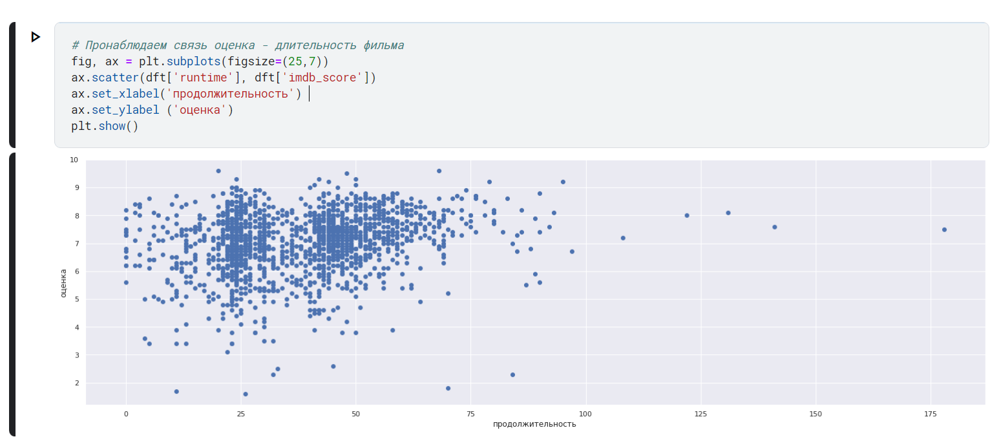 # Пронаблюдаем связь оценка - длительность фильма
fig, ax = plt.subplots(figsize=(25,7))
ax.scatter(dft['runtime'], dft['imdb_score'])
ax.set_xlabel('продолжительность')
ax.set_ylabel ('оценка')
plt.show()
10
9
8
7
6
5
4
3
2
оценка
0 25 50 75 100 125 150 175
продолжительность